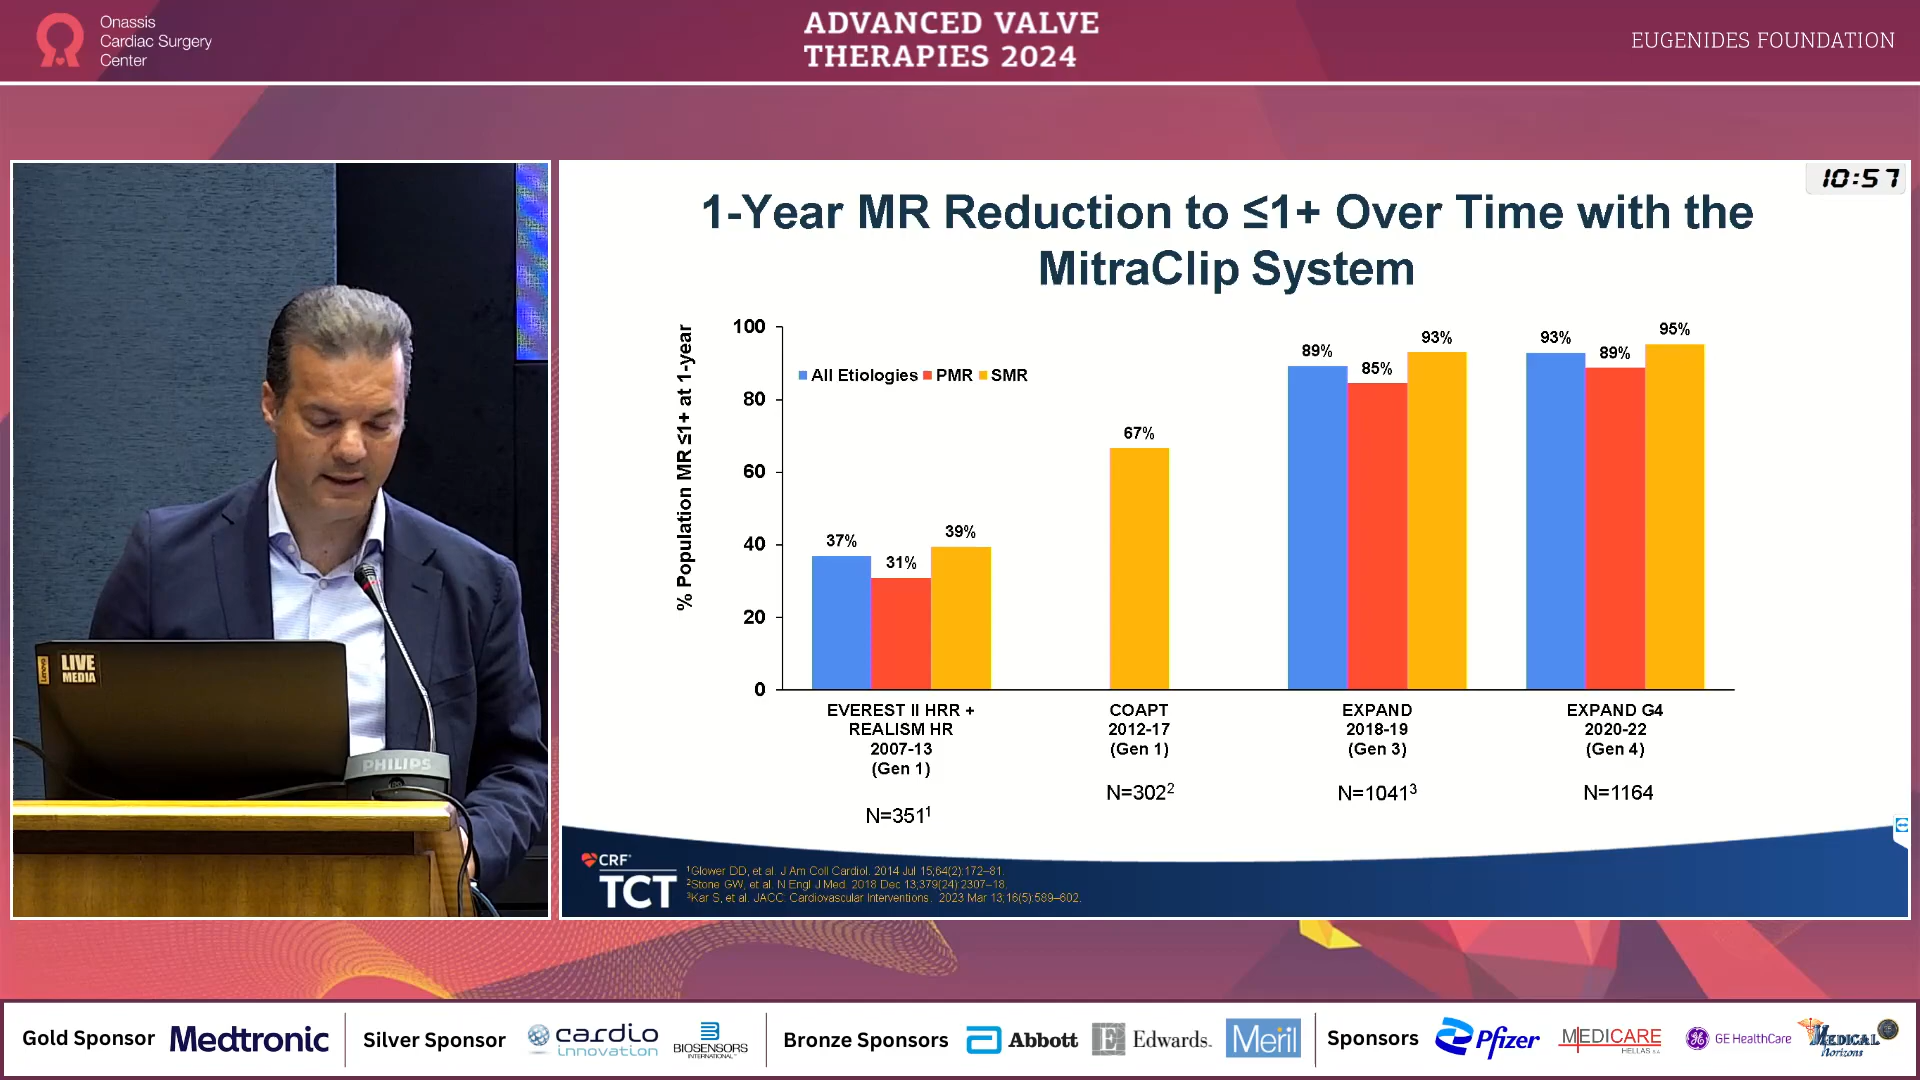 Onassis
Cardiac Surgery
Center
ADVANCED VALVE
THERAPIES 2024
EUGENIDES FOUNDATION
10:57
1-Year MR Reduction to ≤1+ Over Time with the
MitraClip System
% Population MR ≤1+ at 1-year
100
80
60
40
20
0
All Etiologies PMR SMR
37%
31%
39%
67%
89%
85%
93%
93%
89%
95%
EVEREST II HRR +
REALISM HR
2007-13
(Gen 1)
N=351¹
COAPT
2012-17
(Gen 1)
N=302²
EXPAND
2018-19
(Gen 3)
N=1041³
EXPAND G4
2020-22
(Gen 4)
N=1164
CRF
TCT
¹Glower DD, et al. J Am Coll Cardiol. 2014 Jul 15;64(2):172–81.
²Stone GW, et al. N Engl J Med. 2018 Dec 13;379(24):2307–18.
³Kar S, et al. JACC. Cardiovascular Interventions. 2023 Mar 13;16(5):589–602.
Lenovo
LIVE
MEDIA
PHILIPS
Gold Sponsor Medtronic
Silver Sponsor cardio
innovation
BIOSENSORS
INTERNATIONAL
Bronze Sponsors Abbott Edwards. Meril
Sponsors Pfizer MEDICARE
HELLAS S.A.
GE HealthCare
MEDICAL
Horizons